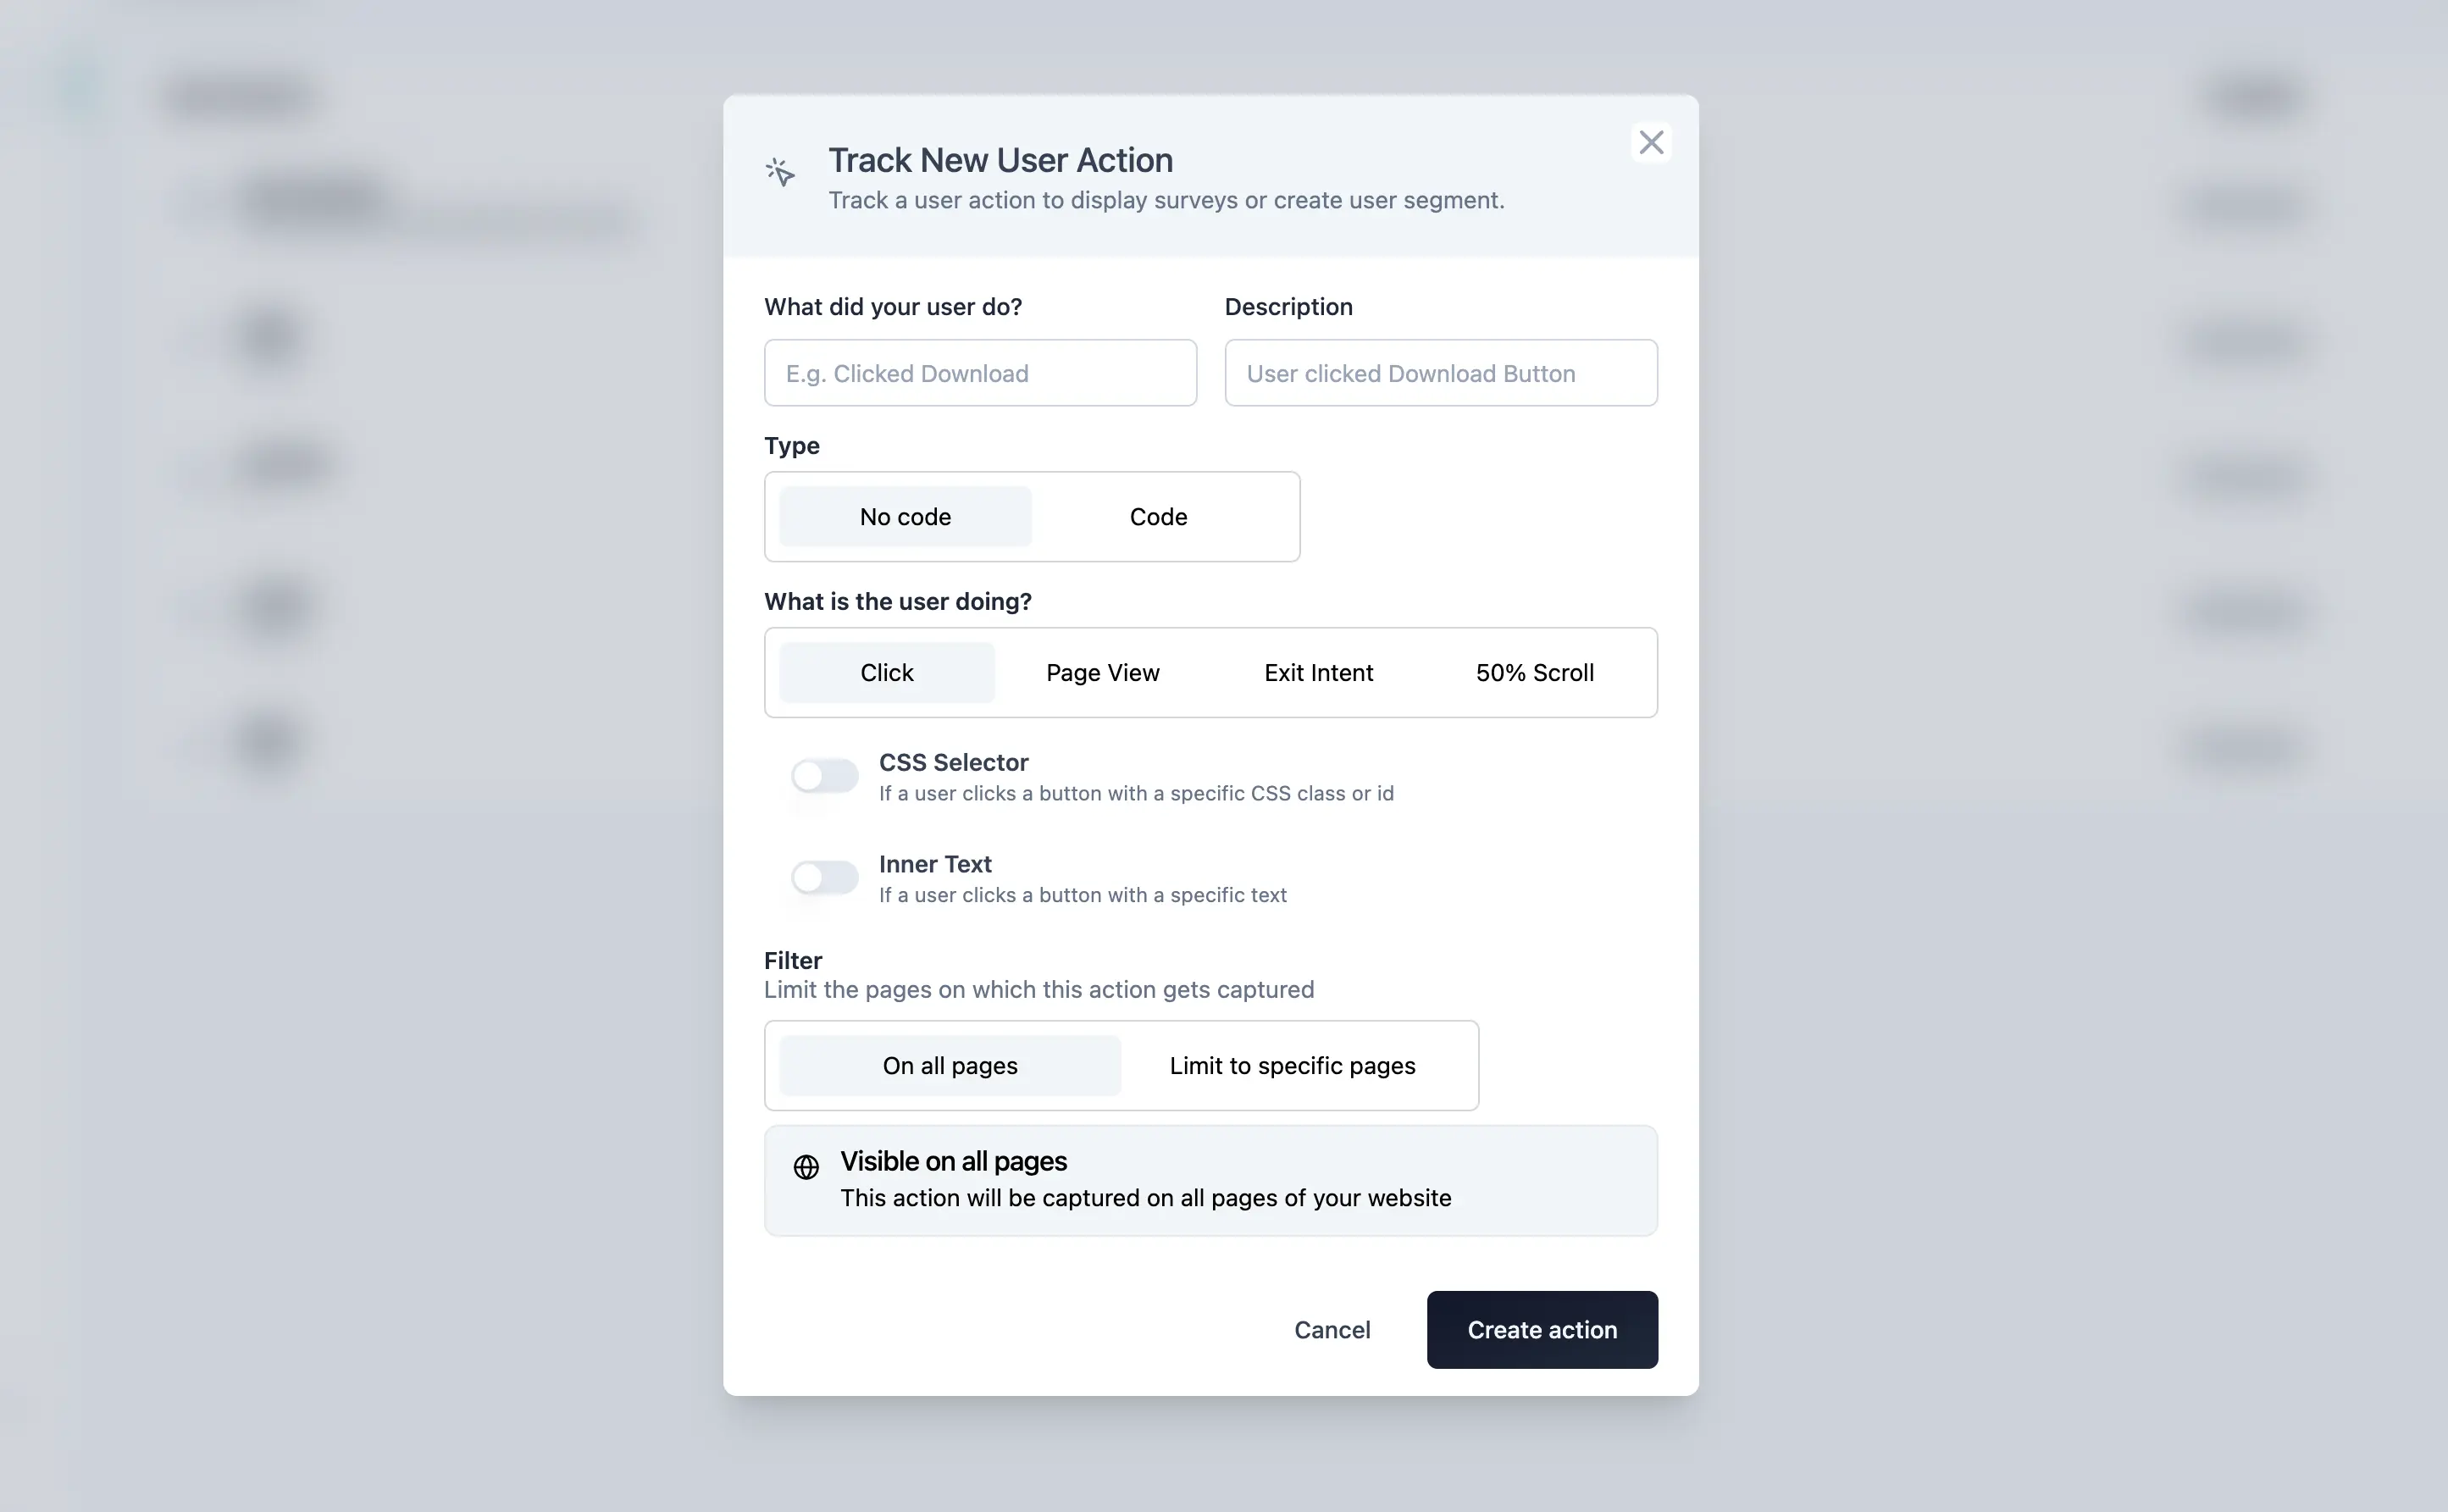 Track New User Action
Track a user action to display surveys or create user segment.
What did your user do?
Description
E.g. Clicked Download
User clicked Download Button
Type
No code
Code
What is the user doing?
Click
Page View
Exit Intent
50% Scroll
CSS Selector
If a user clicks a button with a specific CSS class or id
Inner Text
If a user clicks a button with a specific text
Filter
Limit the pages on which this action gets captured
On all pages
Limit to specific pages
Visible on all pages
This action will be captured on all pages of your website
Cancel
Create action